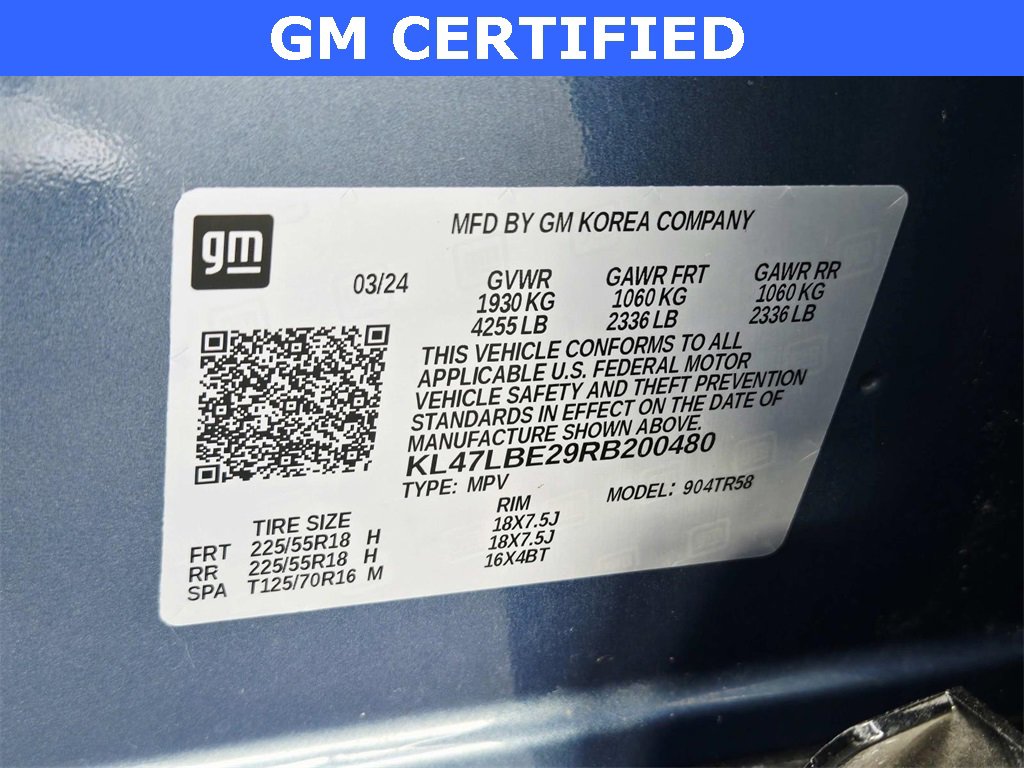 GM CERTIFIED
gm
MFD BY GM KOREA COMPANY
03/24
GVWR GAWR FRT GAWR RR
1930 KG 1060 KG 1060 KG
4255 LB 2336 LB 2336 LB
THIS VEHICLE CONFORMS TO ALL
APPLICABLE U.S. FEDERAL MOTOR
VEHICLE SAFETY AND THEFT PREVENTION
STANDARDS IN EFFECT ON THE DATE OF
MANUFACTURE SHOWN ABOVE.
KL47LBE29RB200480
TYPE: MPV MODEL: 904TR58
TIRE SIZE RIM
FRT 225/55R18 H 18X7.5J
RR 225/55R18 H 18X7.5J
SPA T125/70R16 M 16X4BT